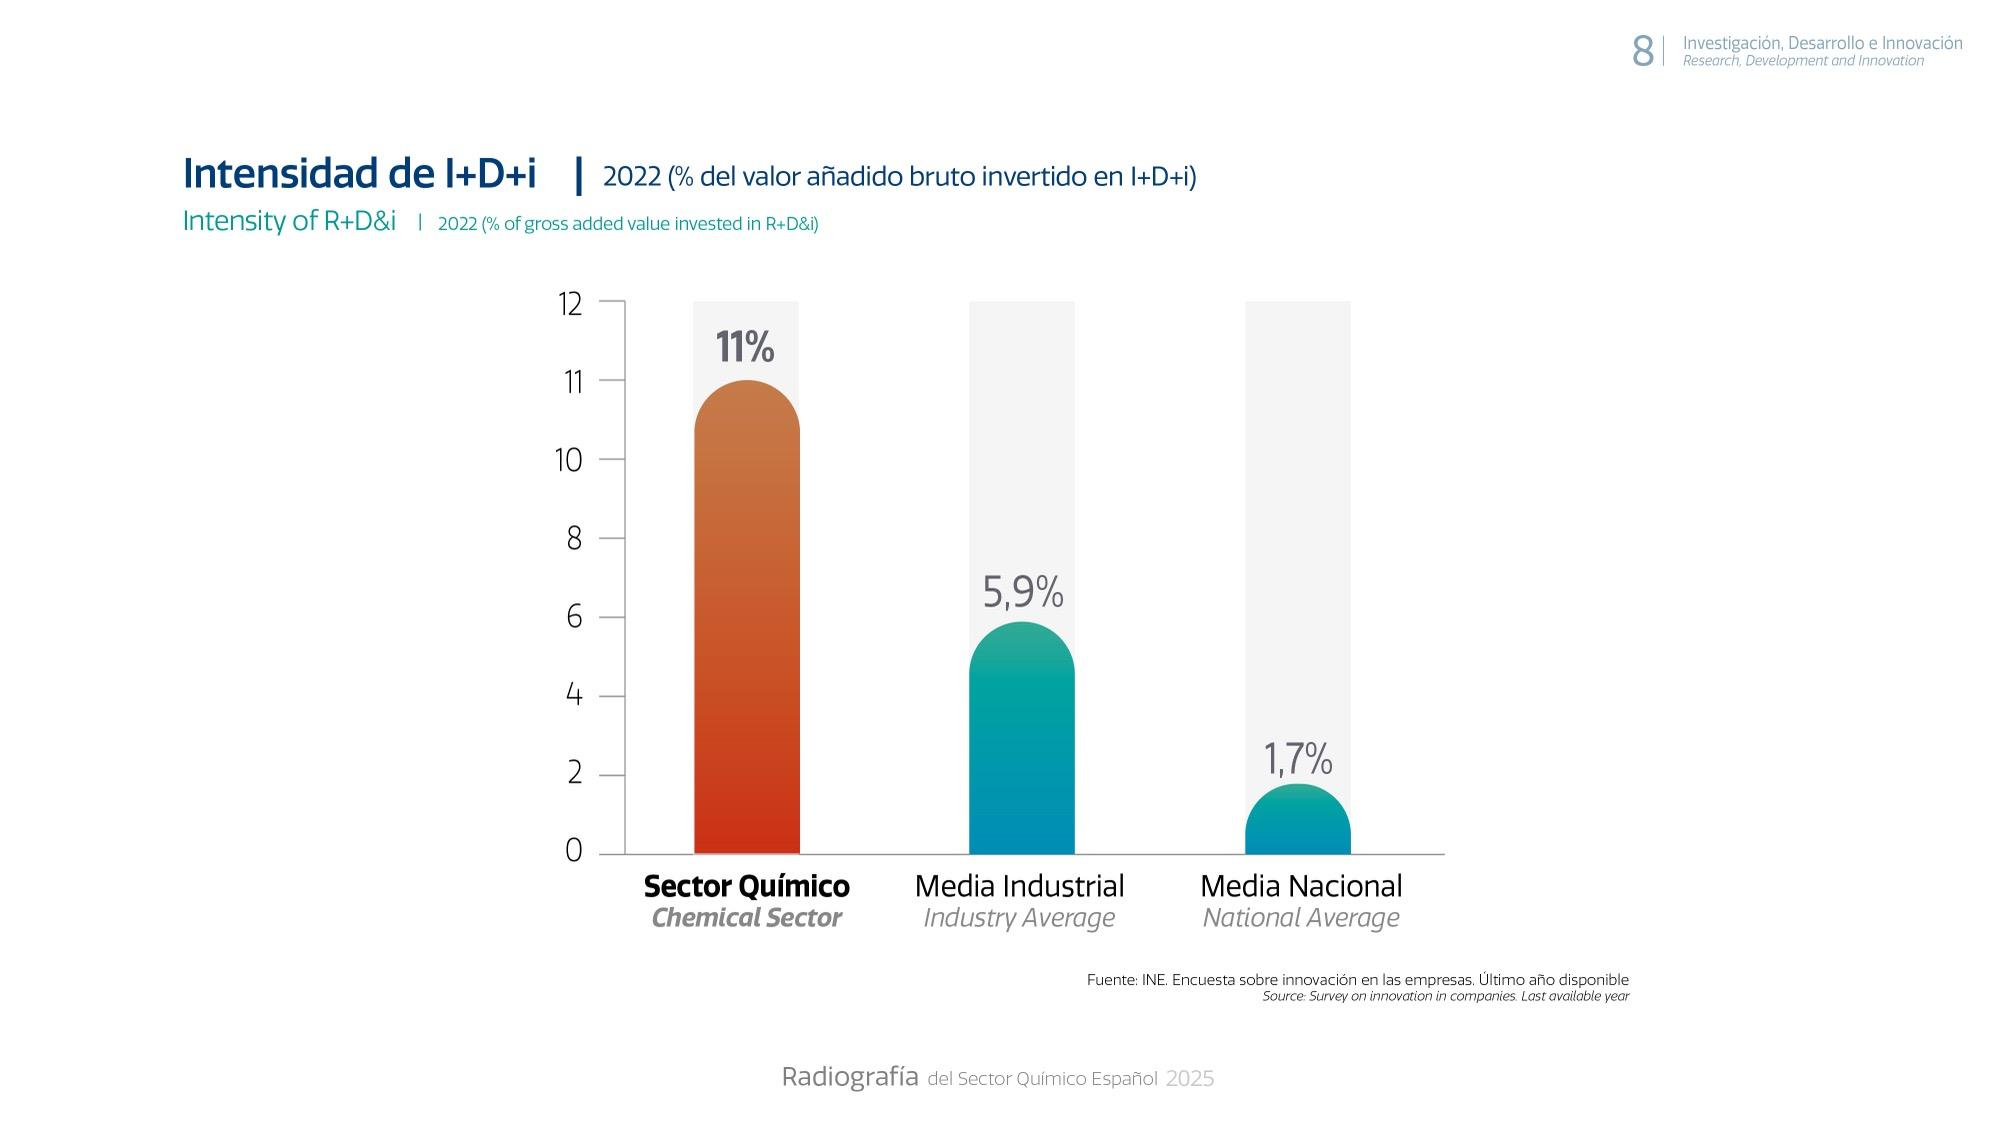 8 | Investigación, Desarrollo e Innovación
Research, Development and Innovation
Intensidad de I+D+i | 2022 (% del valor añadido bruto invertido en I+D+i)
Intensity of R+D&i | 2022 (% of gross added value invested in R+D&i)
12
11
10
8
6
4
2
0
11%
5,9%
1,7%
Sector Químico
Chemical Sector
Media Industrial
Industry Average
Media Nacional
National Average
Fuente: INE. Encuesta sobre innovación en las empresas. Último año disponible
Source: Survey on innovation in companies. Last available year
Radiografía del Sector Químico Español 2025